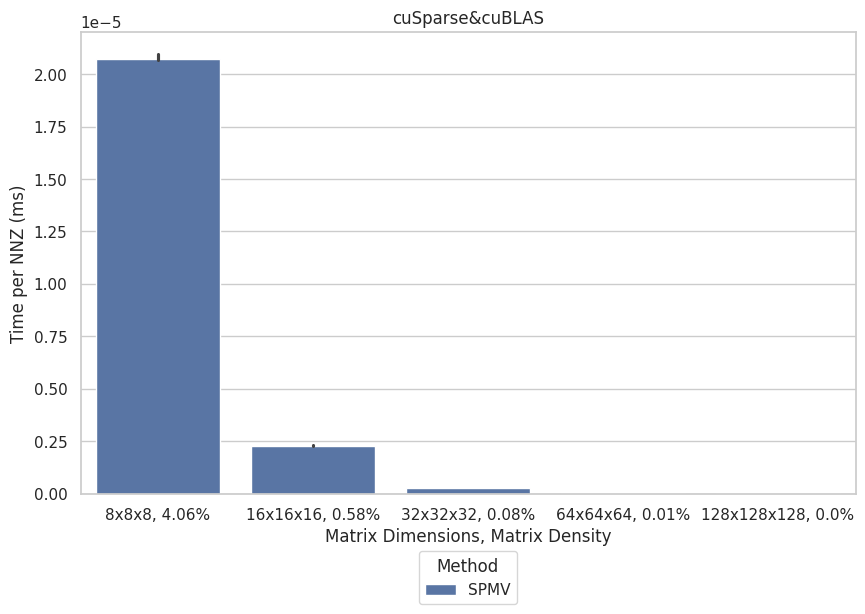 cuSparse&cuBLAS
1e−5
2.00
1.75
1.50
1.25
1.00
0.75
0.50
0.25
0.00
Time per NNZ (ms)
8x8x8, 4.06% 16x16x16, 0.58% 32x32x32, 0.08% 64x64x64, 0.01% 128x128x128, 0.0%
Matrix Dimensions, Matrix Density
Method
SPMV